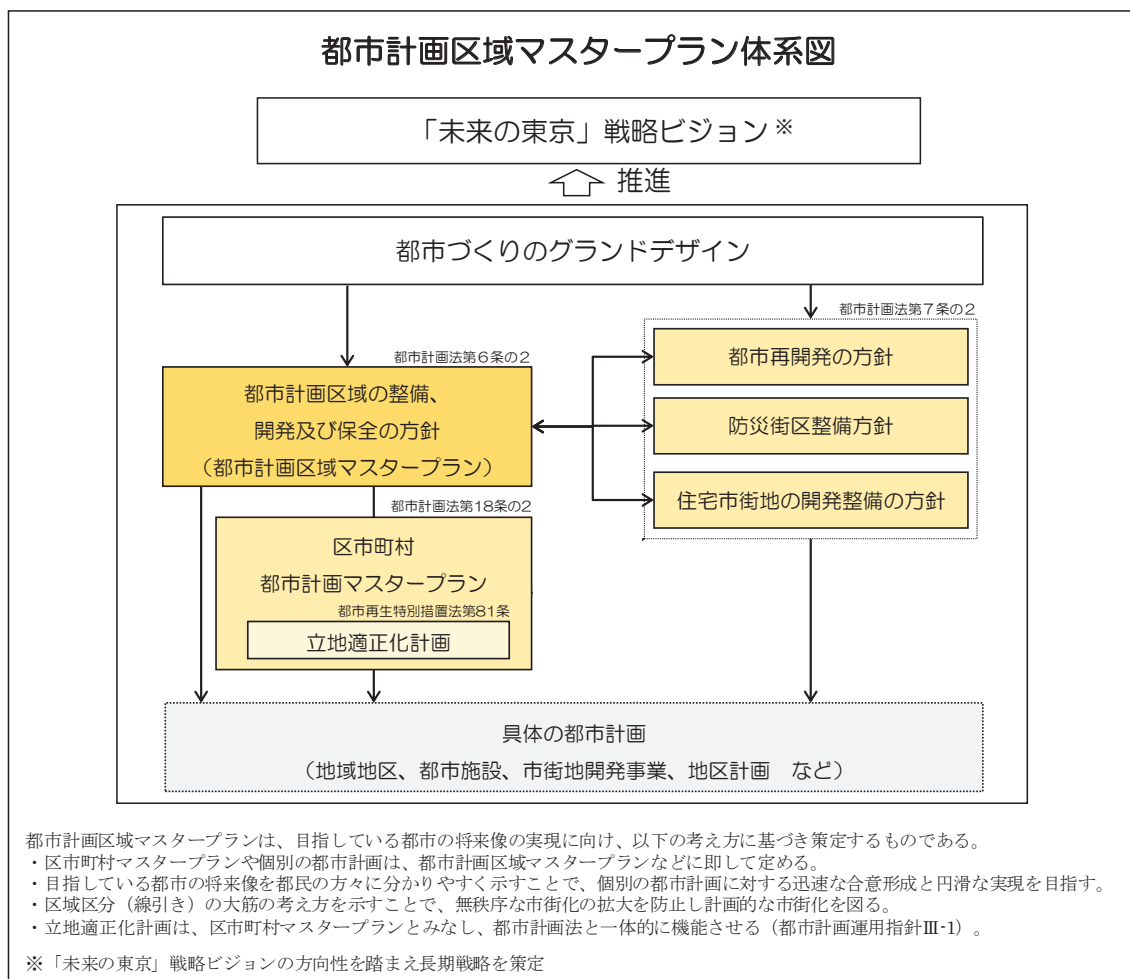 都市計画区域マスタープラン体系図
「未来の東京」戦略ビジョン※
推進
都市づくりのグランドデザイン
都市計画法第7条の2
都市計画法第6条の2
都市計画区域の整備、
開発及び保全の方針
（都市計画区域マスタープラン）
都市再開発の方針
防災街区整備方針
住宅市街地の開発整備の方針
都市計画法第18条の2
区市町村
都市計画マスタープラン
都市再生特別措置法第81条
立地適正化計画
具体の都市計画
（地域地区、都市施設、市街地開発事業、地区計画　など）
都市計画区域マスタープランは、目指している都市の将来像の実現に向け、以下の考え方に基づき策定するものである。
・区市町村マスタープランや個別の都市計画は、都市計画区域マスタープランなどに即して定める。
・目指している都市の将来像を都民の方々に分かりやすく示すことで、個別の都市計画に対する迅速な合意形成と円滑な実現を目指す。
・区域区分（線引き）の大筋の考え方を示すことで、無秩序な市街化の拡大を防止し計画的な市街化を図る。
・立地適正化計画は、区市町村マスタープランとみなし、都市計画法と一体的に機能させる（都市計画運用指針Ⅲ-1）。
※「未来の東京」戦略ビジョンの方向性を踏まえ長期戦略を策定